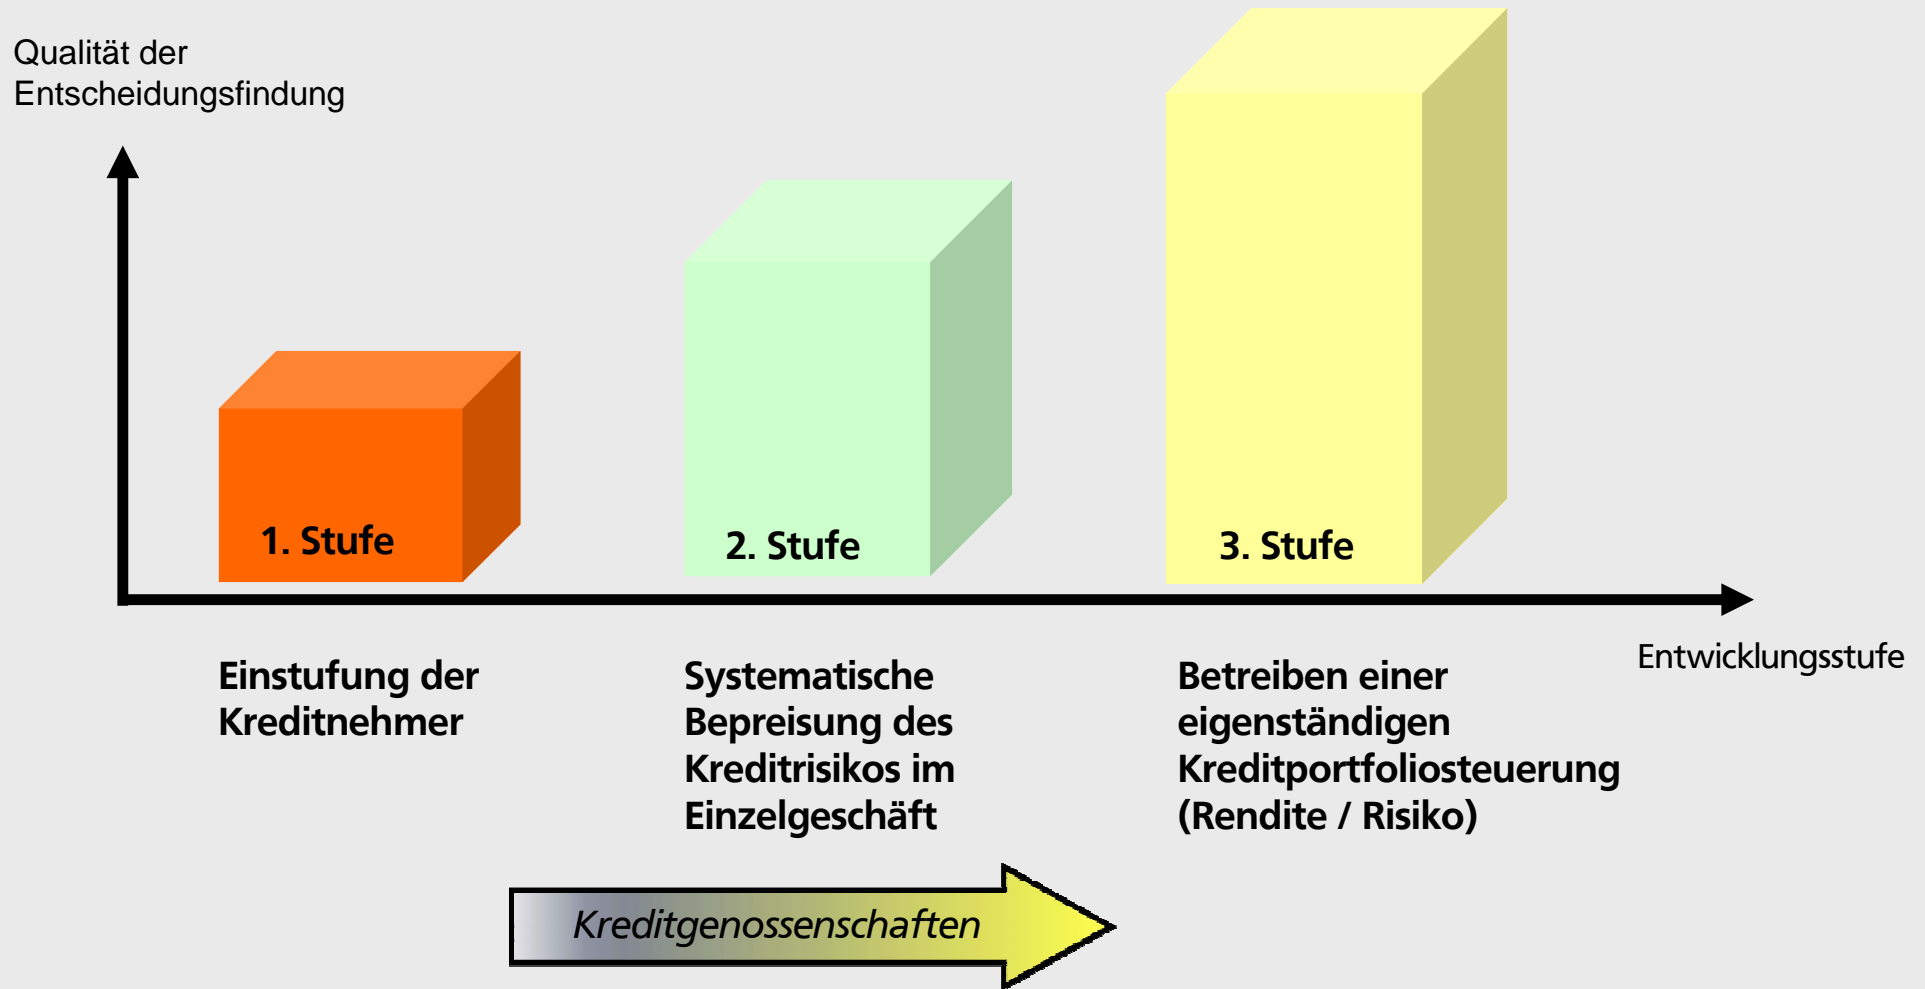 Qualität der
Entscheidungsfindung
1. Stufe
2. Stufe
3. Stufe
Entwicklungsstufe
Einstufung der
Kreditnehmer
Systematische
Bepreisung des
Kreditrisikos im
Einzelgeschäft
Betreiben einer
eigenständigen
Kreditportfoliosteuerung
(Rendite / Risiko)
Kreditgenossenschaften